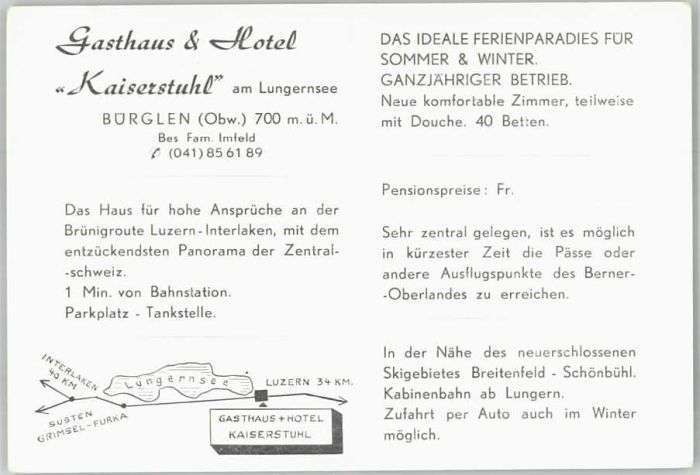 Gasthaus & Hotel
«Kaiserstuhl” am Lungernsee
BÜRGLEN (Obw.) 700 m. ü. M.
Bes Fam. Imfeld
✆ (041) 85 61 89
Das Haus für hohe Ansprüche an der
Brünigroute Luzern-Interlaken, mit dem
entzückendsten Panorama der Zentral-
-schweiz.
1 Min. von Bahnstation.
Parkplatz - Tankstelle.
INTERLAKEN
40 KM
Lungernsee
LUZERN 34 KM.
SUSTEN
GRIMSEL-FURKA
GASTHAUS + HOTEL
KAISERSTUHL
DAS IDEALE FERIENPARADIES FÜR
SOMMER & WINTER.
GANZJÄHRIGER BETRIEB.
Neue komfortable Zimmer, teilweise
mit Douche. 40 Betten.
Pensionspreise: Fr.
Sehr zentral gelegen, ist es möglich
in kürzester Zeit die Pässe oder
andere Ausflugspunkte des Berner-
-Oberlandes zu erreichen.
In der Nähe des neuerschlossenen
Skigebietes Breitenfeld - Schönbühl.
Kabinenbahn ab Lungern.
Zufahrt per Auto auch im Winter
möglich.